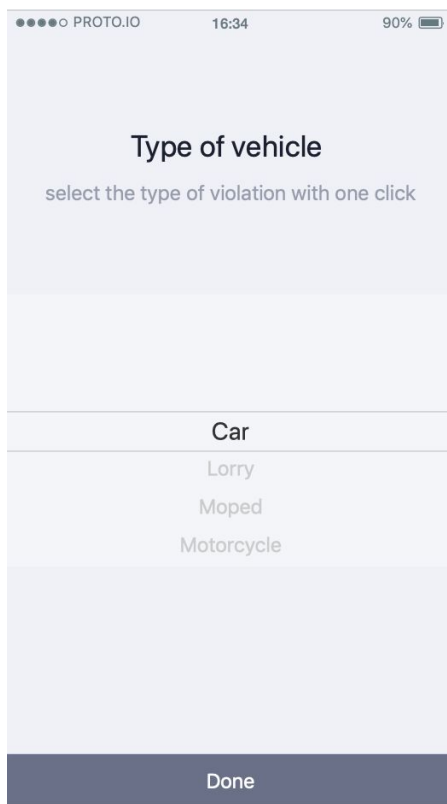 PROTO.IO 16:34 90%
Type of vehicle
select the type of violation with one click
Car
Lorry
Moped
Motorcycle
Done